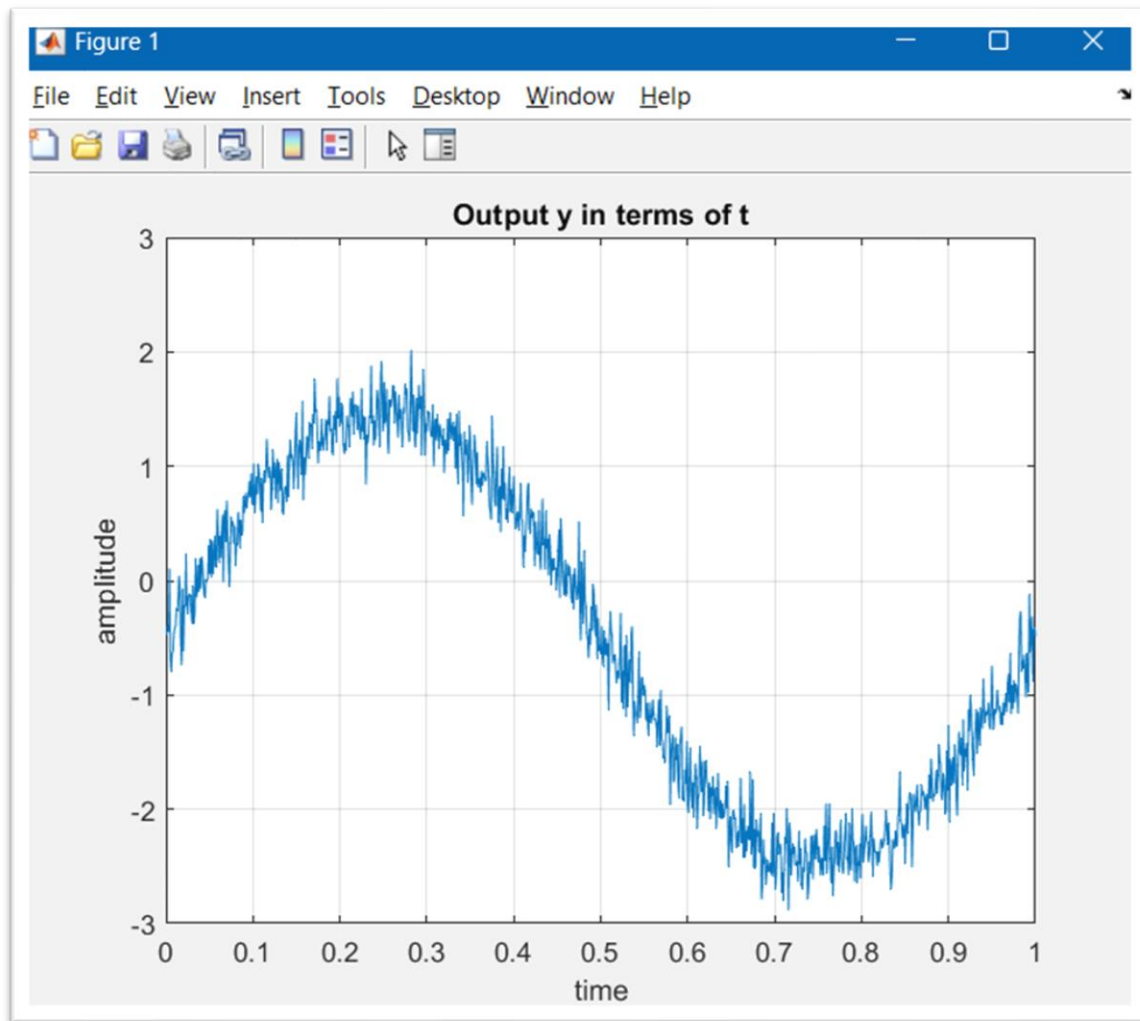 Figure 1
File Edit View Insert Tools Desktop Window Help
Output y in terms of t
3
2
1
0
-1
-2
-3
amplitude
0 0.1 0.2 0.3 0.4 0.5 0.6 0.7 0.8 0.9 1
time